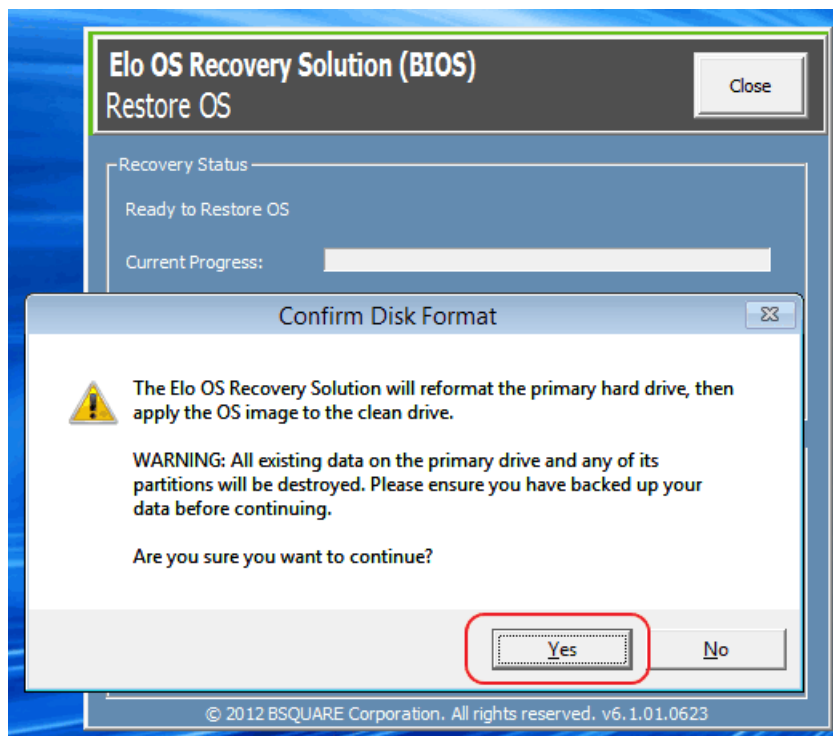 Elo OS Recovery Solution (BIOS)
Restore OS
Close
Recovery Status
Ready to Restore OS
Current Progress:
Confirm Disk Format
The Elo OS Recovery Solution will reformat the primary hard drive, then
apply the OS image to the clean drive.
WARNING: All existing data on the primary drive and any of its
partitions will be destroyed. Please ensure you have backed up your
data before continuing.
Are you sure you want to continue?
Yes
No
© 2012 BSQUARE Corporation. All rights reserved. v6.1.01.0623